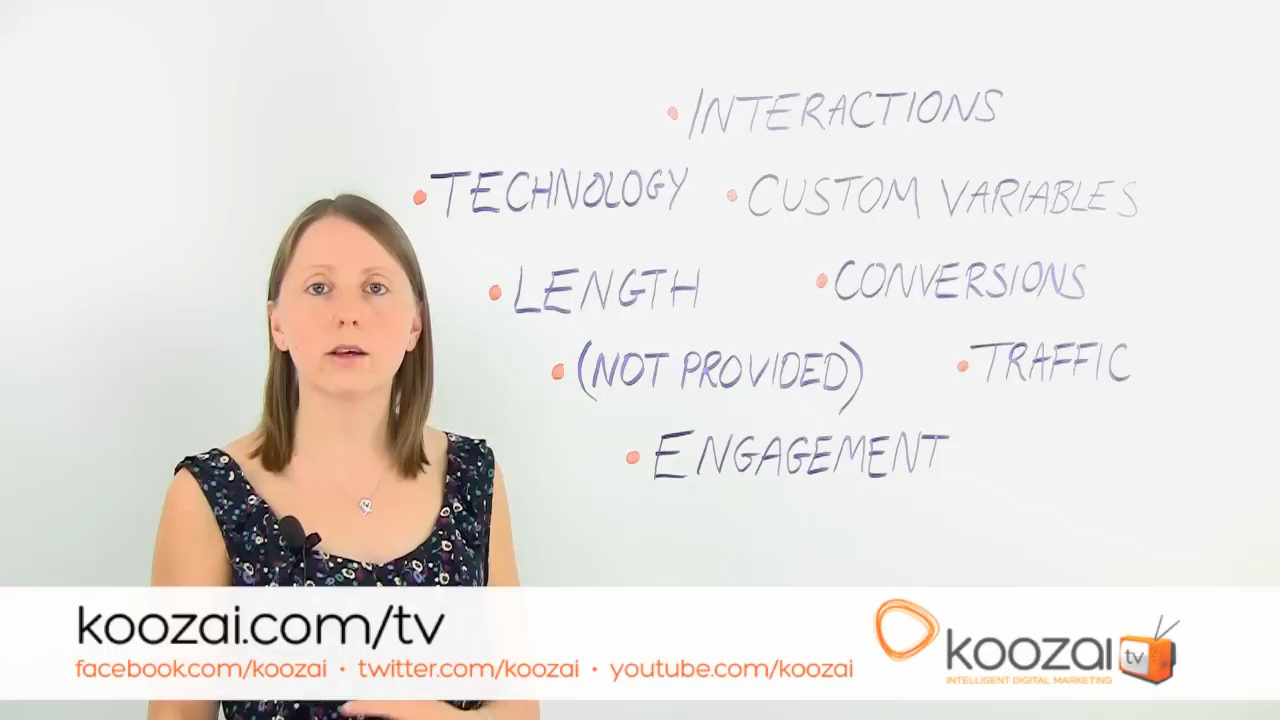 INTERACTIONS
TECHNOLOGY
CUSTOM VARIABLES
LENGTH
CONVERSIONS
(NOT PROVIDED)
TRAFFIC
ENGAGEMENT
koozai.com/tv
facebook.com/koozai • twitter.com/koozai • youtube.com/koozai
koozai tv
INTELLIGENT DIGITAL MARKETING